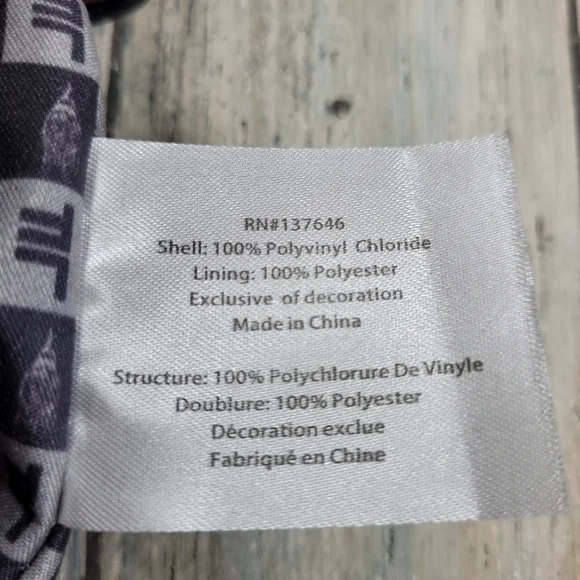 RN#137646
Shell: 100% Polyvinyl Chloride
Lining: 100% Polyester
Exclusive of decoration
Made in China
Structure: 100% Polychlorure De Vinyle
Doublure: 100% Polyester
Décoration exclue
Fabriqué en Chine